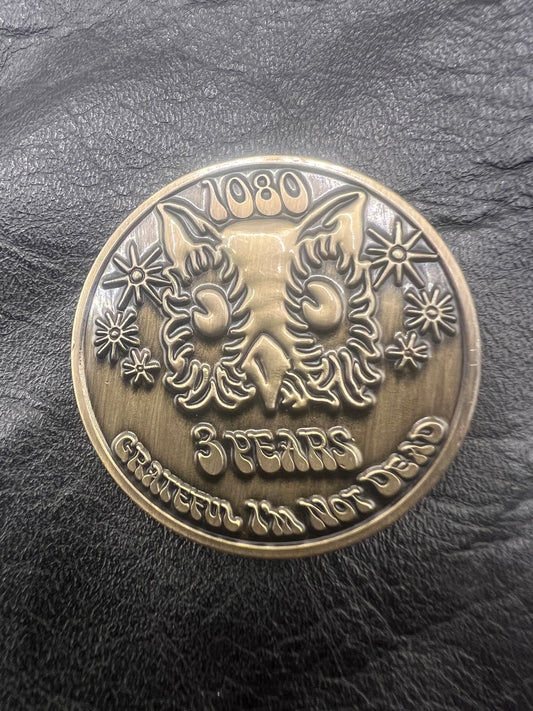 1080
3 YEARS
GRATEFUL I'M NOT DEAD